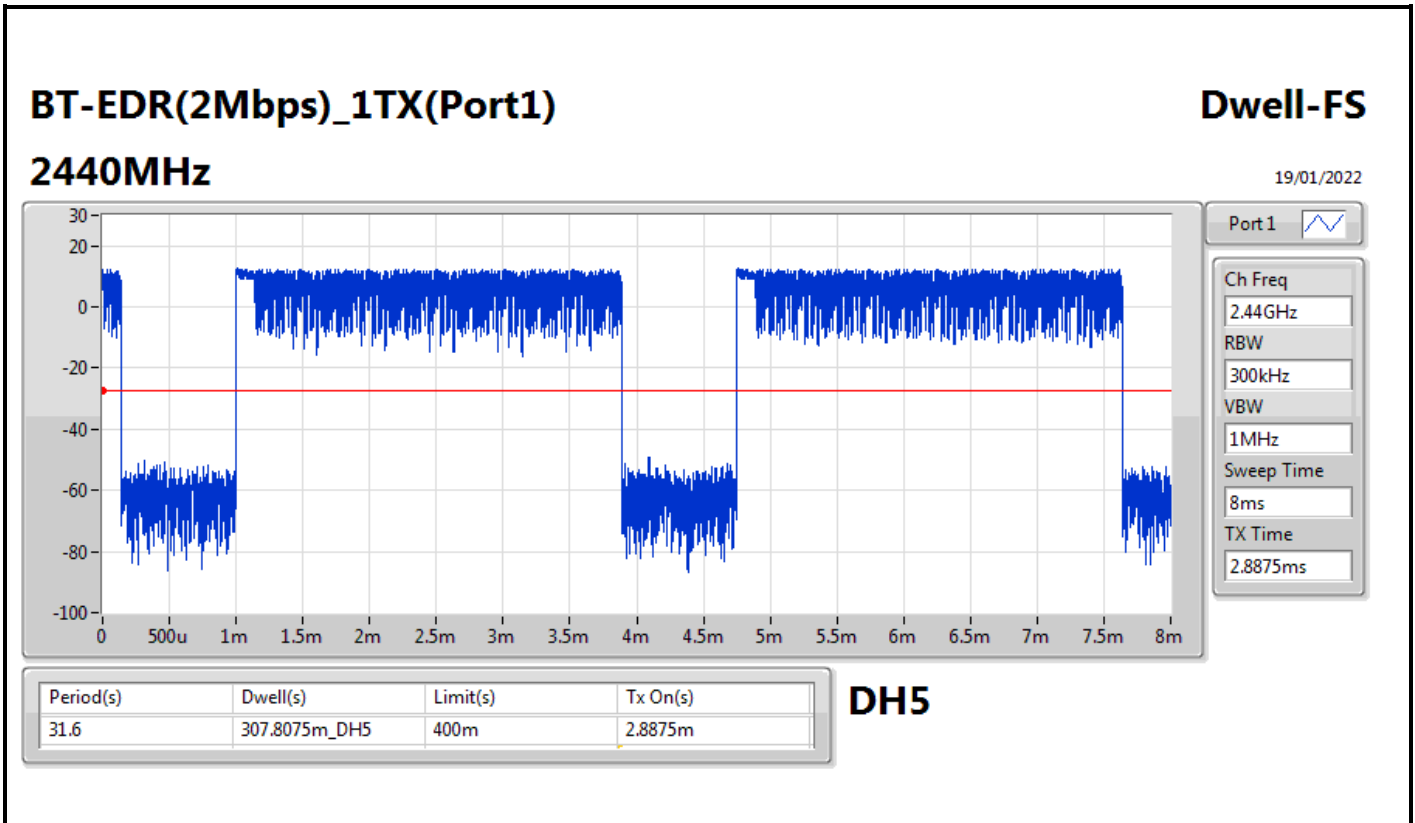 BT-EDR(2Mbps)_1TX(Port1)
Dwell-FS
2440MHz
19/01/2022
30
20
0
-20
-40
-60
-80
-100
0 500u 1m 1.5m 2m 2.5m 3m 3.5m 4m 4.5m 5m 5.5m 6m 6.5m 7m 7.5m 8m
Port 1
Ch Freq
2.44GHz
RBW
300kHz
VBW
1MHz
Sweep Time
8ms
TX Time
2.8875ms
Period(s) Dwell(s) Limit(s) Tx On(s)
31.6 307.8075m_DH5 400m 2.8875m
DH5